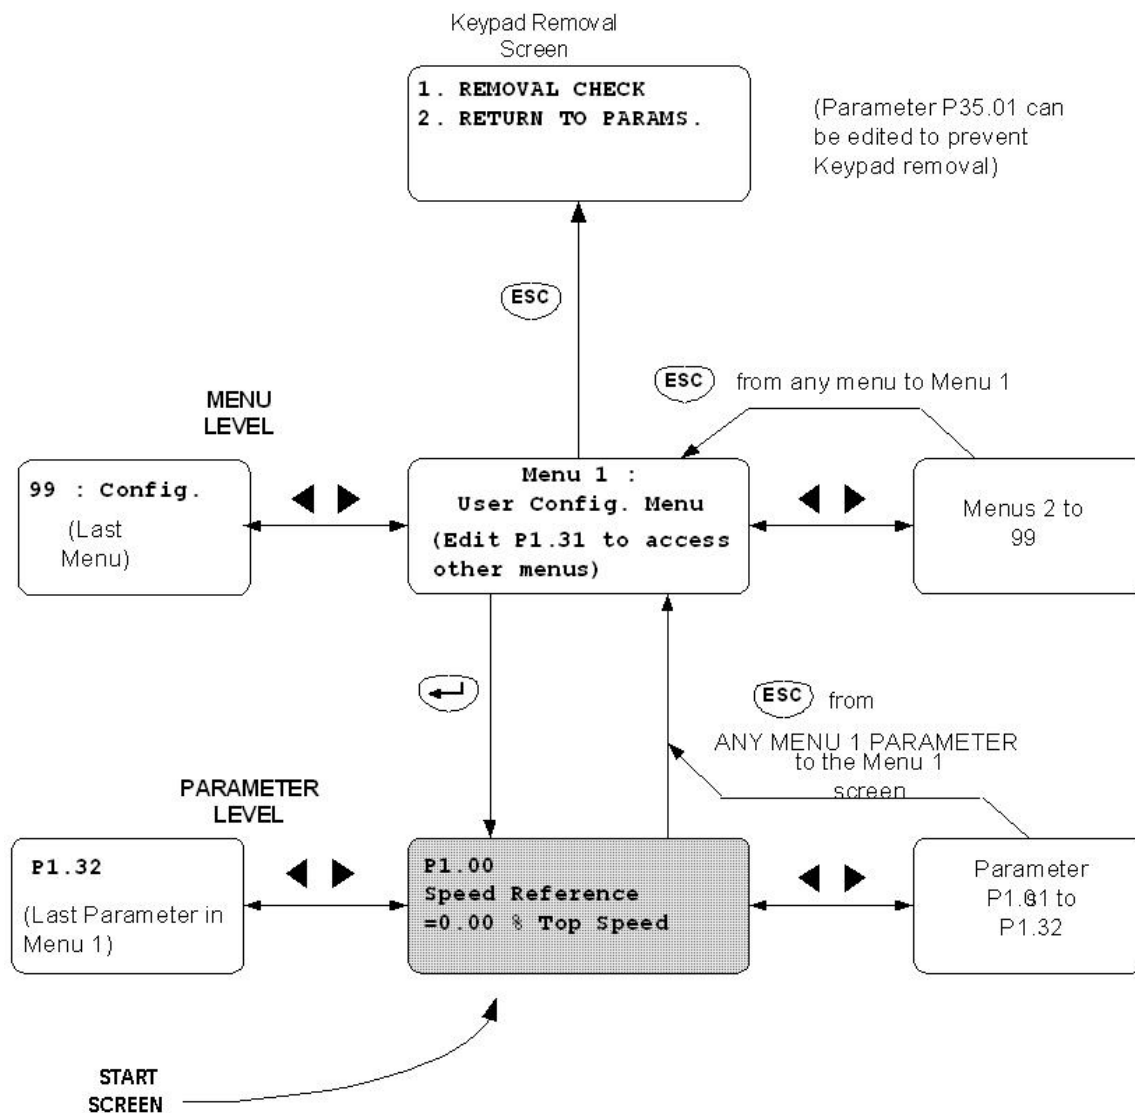 Keypad Removal
Screen
1. REMOVAL CHECK
2. RETURN TO PARAMS.
(Parameter P35.01 can
be edited to prevent
Keypad removal)
ESC
ESC from any menu to Menu 1
MENU
LEVEL
99 : Config.
(Last
Menu)
Menu 1 :
User Config. Menu
(Edit P1.31 to access
other menus)
Menus 2 to
99
ESC from
ANY MENU 1 PARAMETER
to the Menu 1
screen
PARAMETER
LEVEL
P1.32
(Last Parameter in
Menu 1)
P1.00
Speed Reference
=0.00 % Top Speed
Parameter
to
P1.32
START
SCREEN